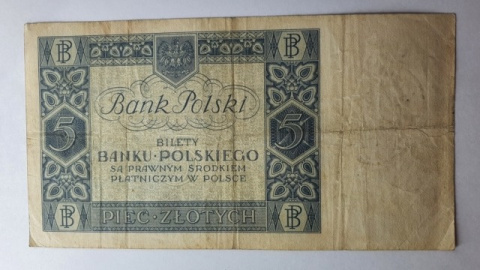 BP BP
Bank Polski
BILETY
5 BANKU·POLSKIEGO 5
SĄ PRAWNYM ŚRODKIEM
PŁATNICZYM W POLSCE
BP PIĘĆ·ZŁOTYCH BP